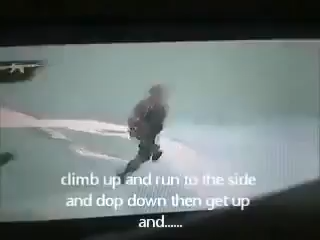 climb up and run to the side
and dop down then get up
and......